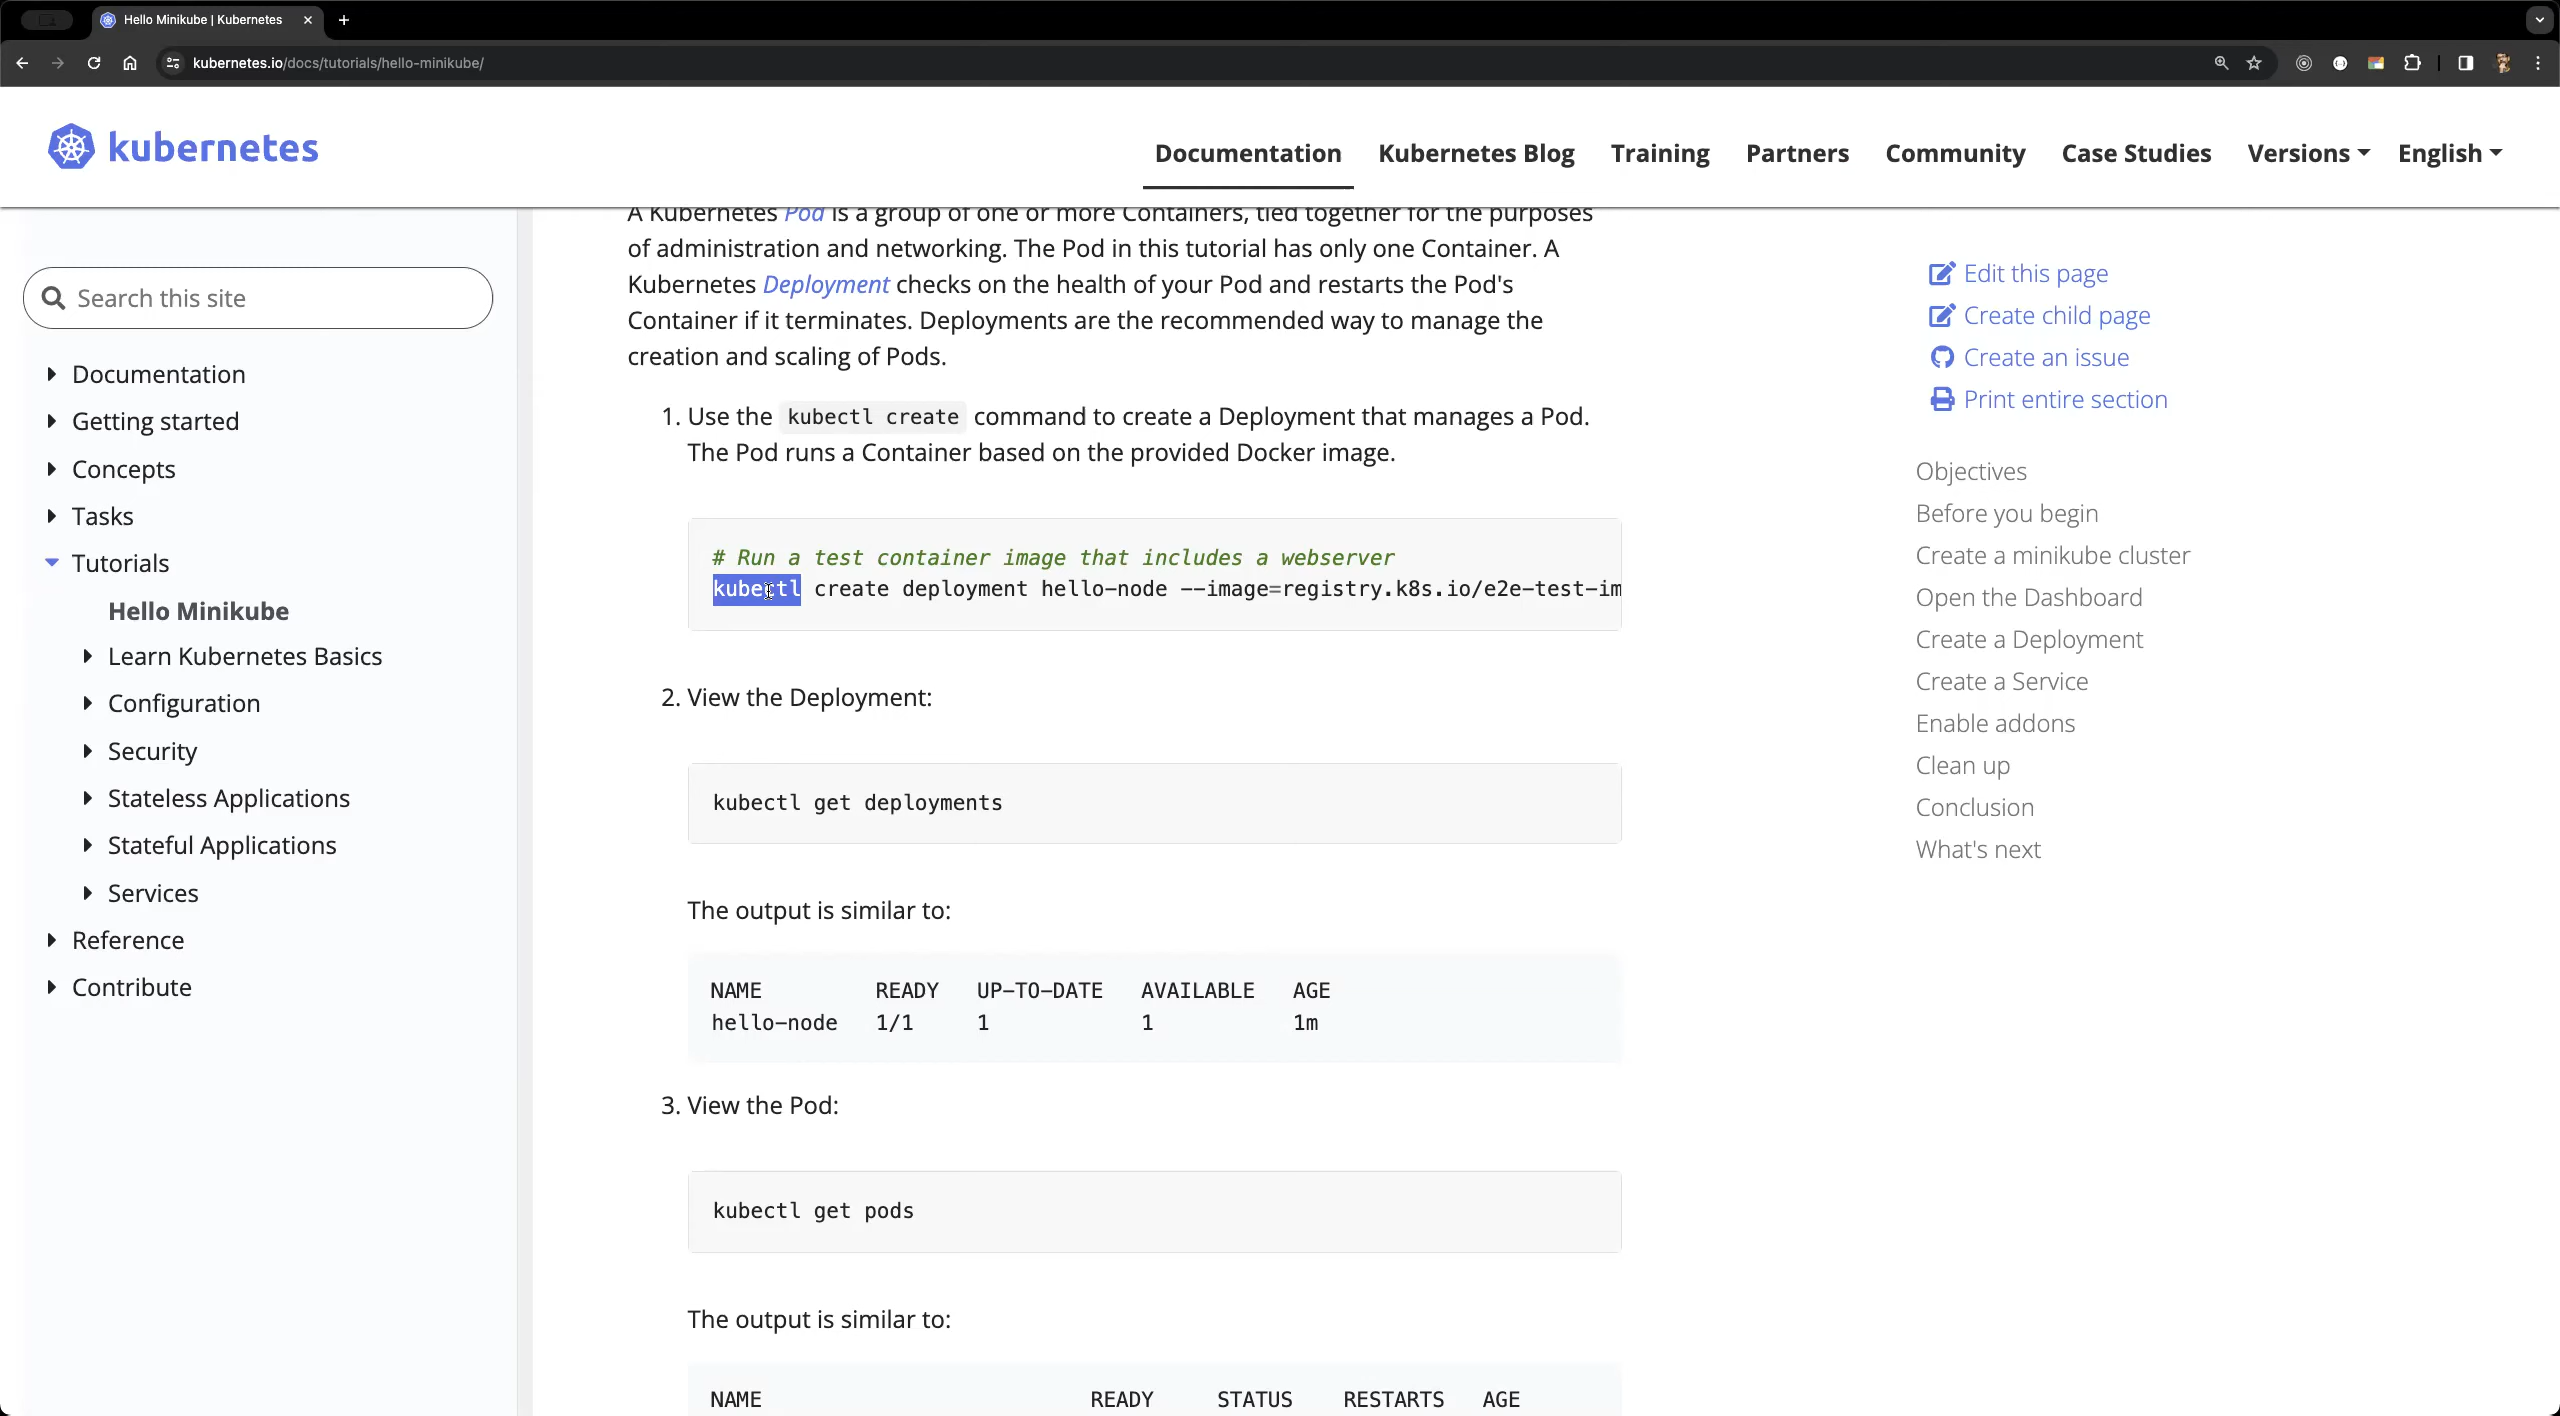 Hello Minikube | Kubernetes
kubernetes.io/docs/tutorials/hello-minikube/
kubernetes
Documentation
Kubernetes Blog
Training
Partners
Community
Case Studies
Versions
English
Search this site
Documentation
Getting started
Concepts
Tasks
Tutorials
Hello Minikube
Learn Kubernetes Basics
Configuration
Security
Stateless Applications
Stateful Applications
Services
Reference
Contribute
A Kubernetes Pod is a group of one or more Containers, tied together for the purposes
of administration and networking. The Pod in this tutorial has only one Container. A
Kubernetes Deployment checks on the health of your Pod and restarts the Pod's
Container if it terminates. Deployments are the recommended way to manage the
creation and scaling of Pods.
1. Use the kubectl create command to create a Deployment that manages a Pod.
The Pod runs a Container based on the provided Docker image.
# Run a test container image that includes a webserver
kubectl create deployment hello-node --image=registry.k8s.io/e2e-test-im
2. View the Deployment:
kubectl get deployments
The output is similar to:
NAME READY UP-TO-DATE AVAILABLE AGE
hello-node 1/1 1 1 1m
3. View the Pod:
kubectl get pods
The output is similar to:
NAME READY STATUS RESTARTS AGE
Edit this page
Create child page
Create an issue
Print entire section
Objectives
Before you begin
Create a minikube cluster
Open the Dashboard
Create a Deployment
Create a Service
Enable addons
Clean up
Conclusion
What's next